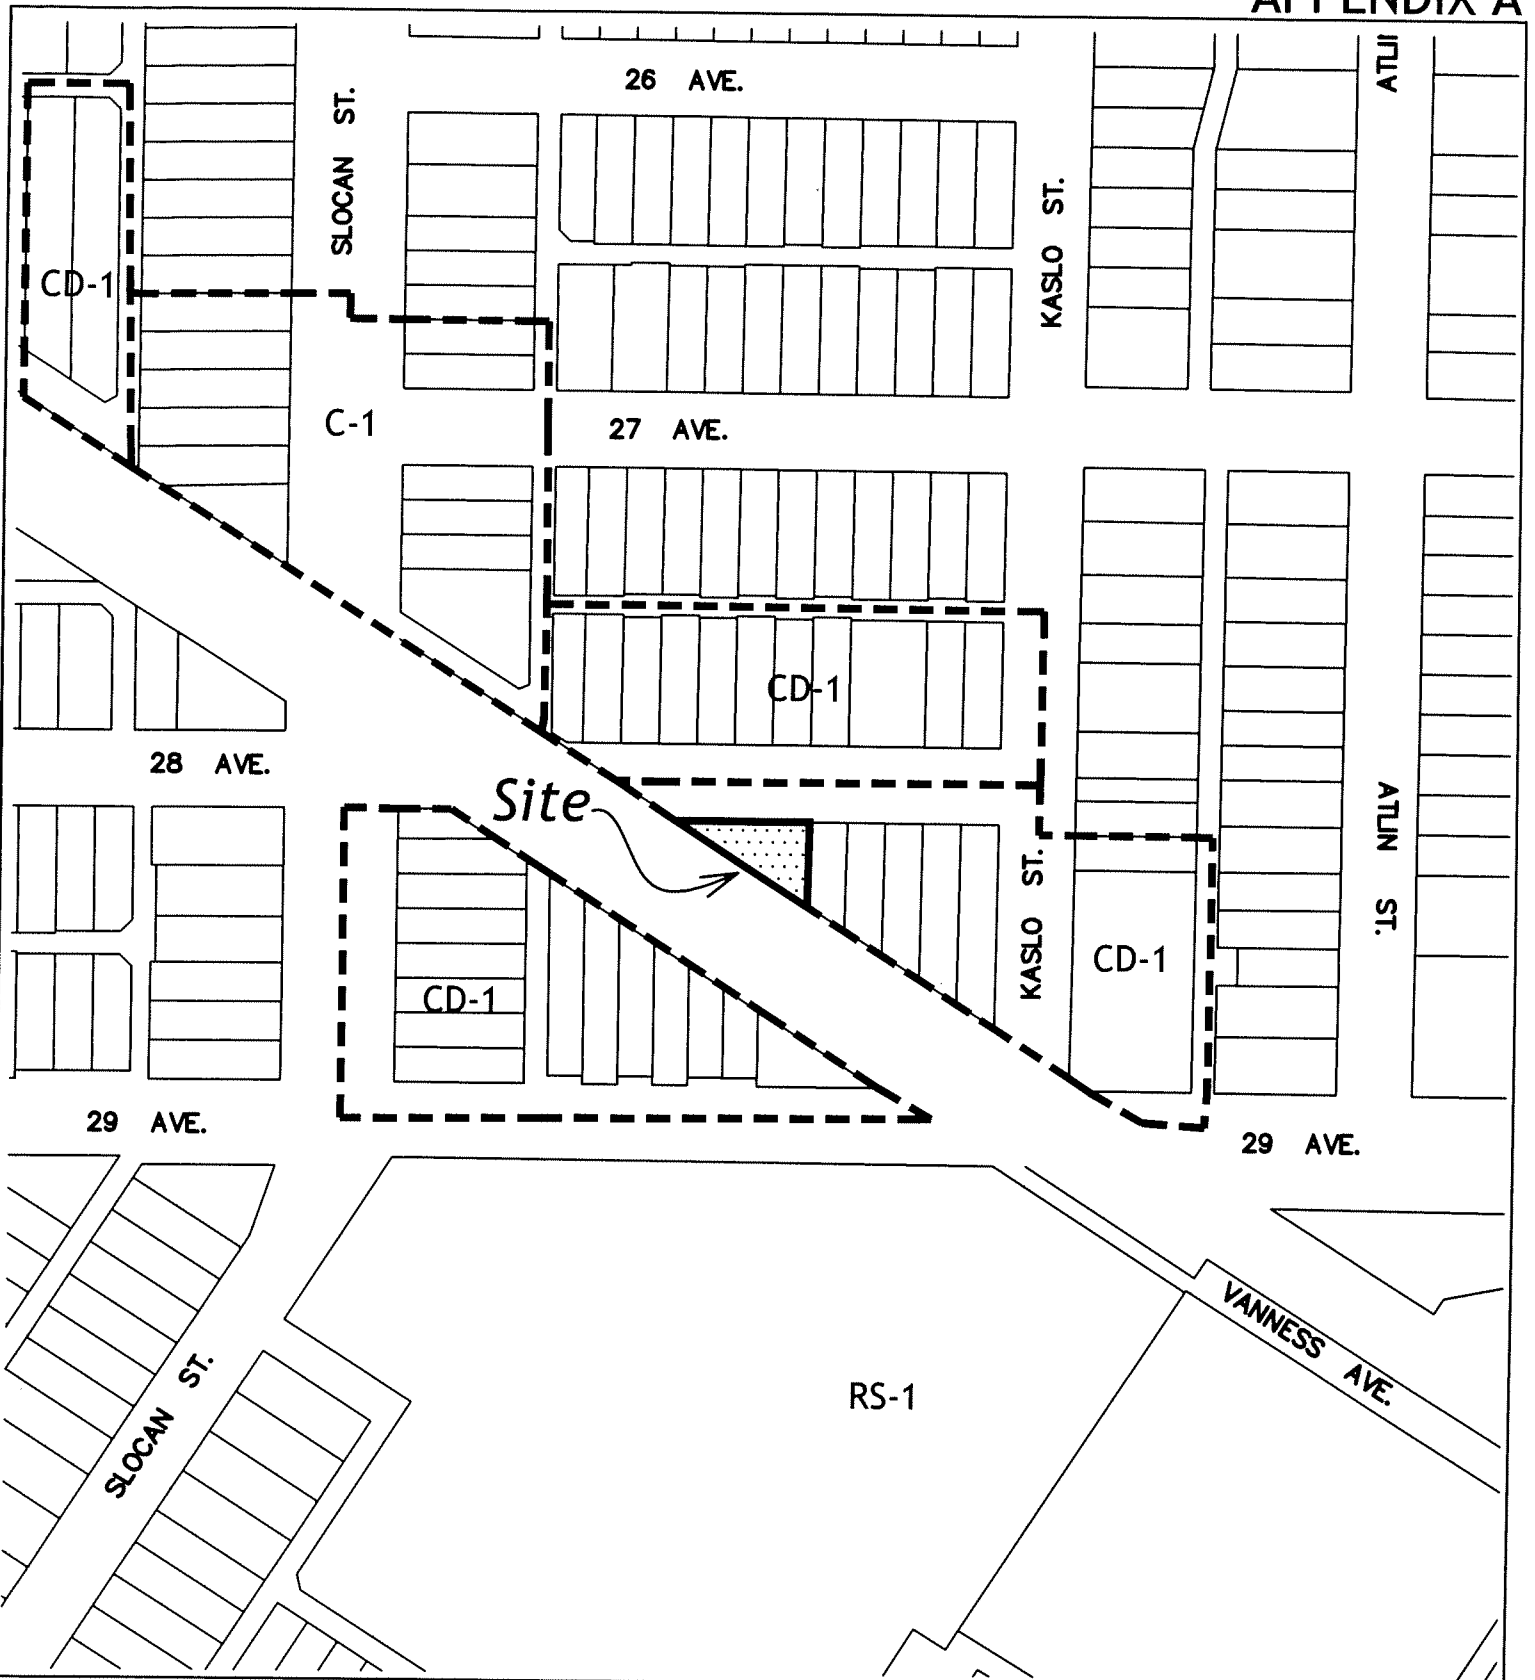 APPENDIX A
26 AVE.
SLOCAN ST.
KASLO ST.
CD-1
C-1
27 AVE.
CD-1
28 AVE.
Site
ATLIN ST.
KASLO ST.
CD-1
CD-1
29 AVE.
29 AVE.
VANNESS AVE.
SLOCAN ST.
RS-1